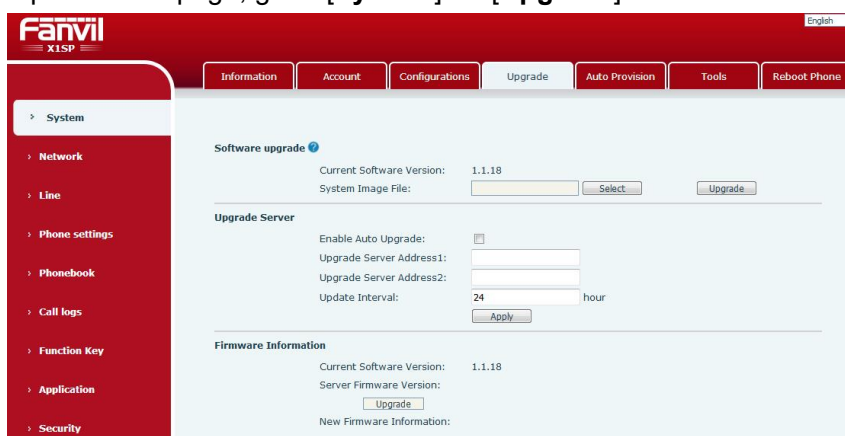 Fanvil
X1SP
English
Information Account Configurations Upgrade Auto Provision Tools Reboot Phone
› System
› Network
› Line
› Phone settings
› Phonebook
› Call logs
› Function Key
› Application
› Security
Software upgrade ?
Current Software Version: 1.1.18
System Image File: Select Upgrade
Upgrade Server
Enable Auto Upgrade:
Upgrade Server Address1:
Upgrade Server Address2:
Update Interval: 24 hour
Apply
Firmware Information
Current Software Version: 1.1.18
Server Firmware Version:
Upgrade
New Firmware Information: